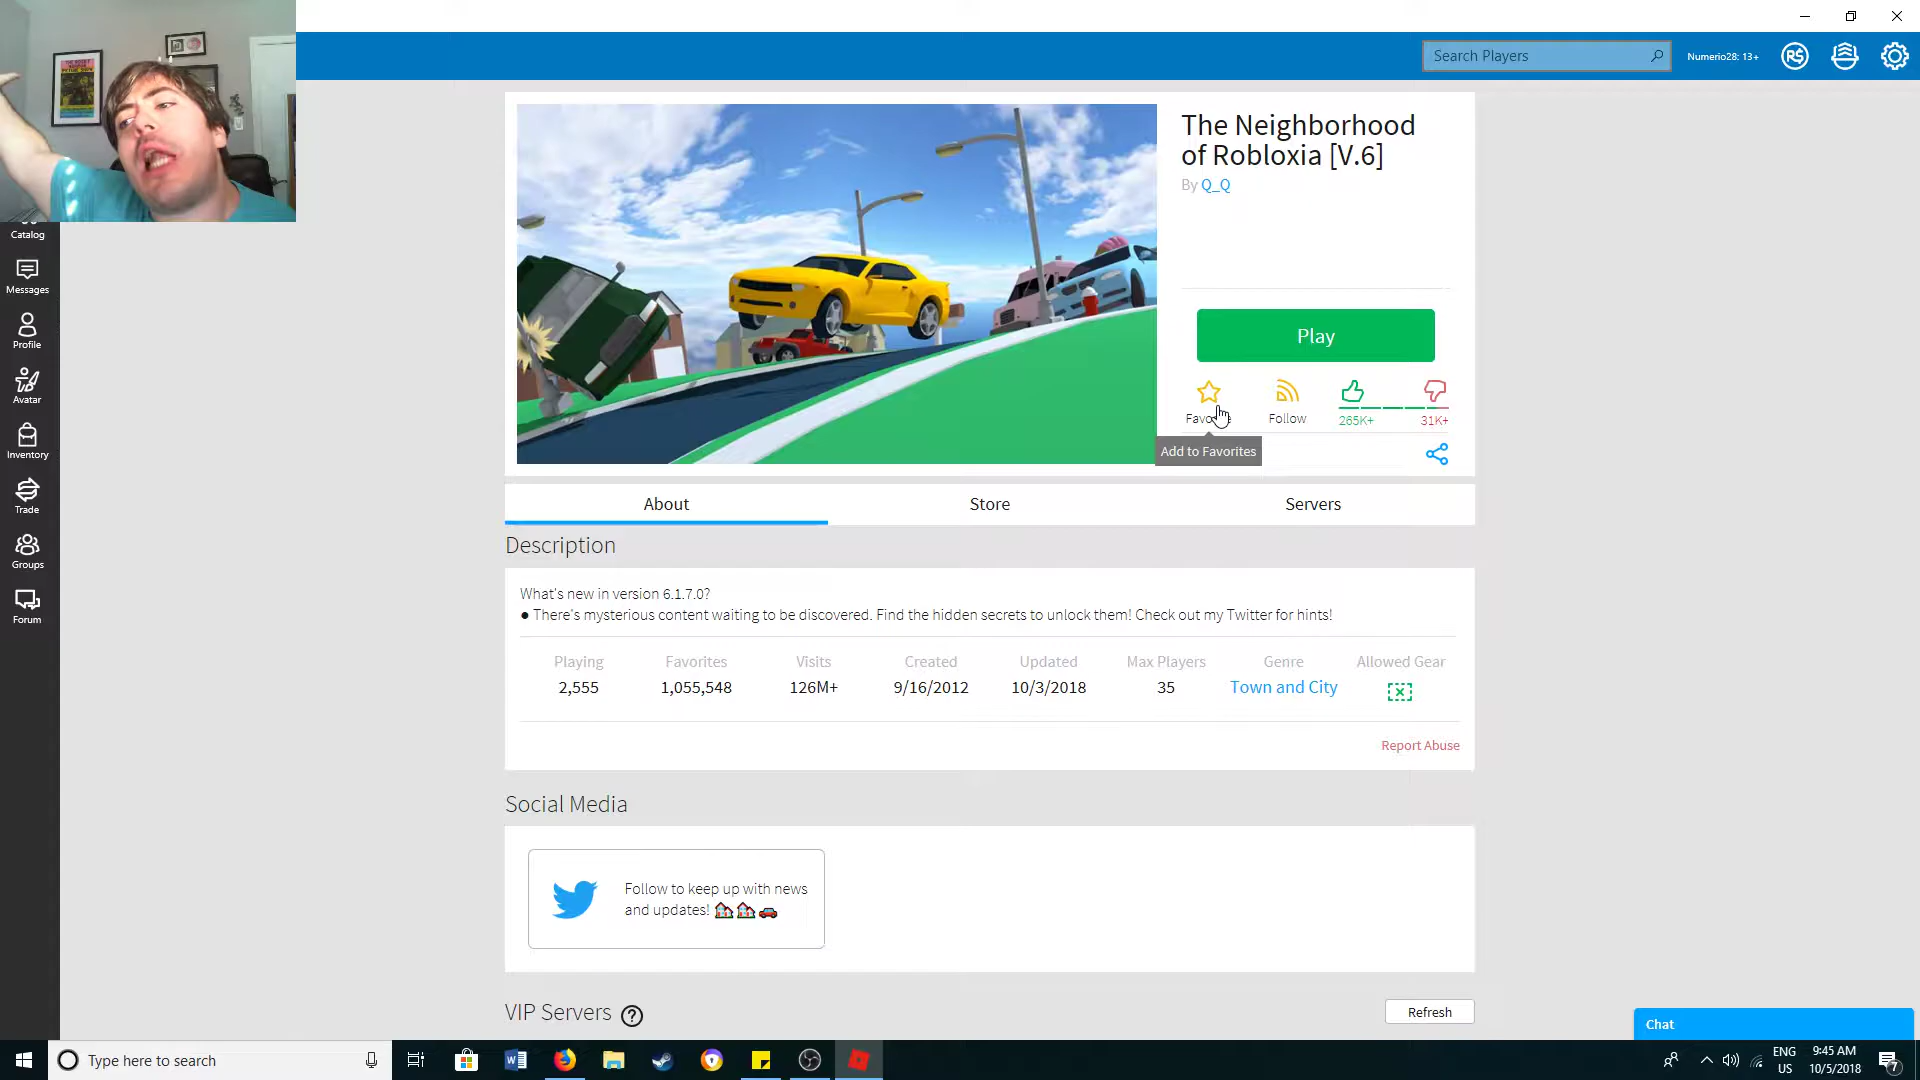 Search Players
Numerio28: 13+
Catalog
Messages
Profile
Avatar
Inventory
Trade
Groups
Forum
The Neighborhood
of Robloxia [V.6]
By Q_Q
Play
Favorite
Follow
265K+
31K+
Add to Favorites
About
Store
Servers
Description
What's new in version 6.1.7.0?
● There's mysterious content waiting to be discovered. Find the hidden secrets to unlock them! Check out my Twitter for hints!
Playing
Favorites
Visits
Created
Updated
Max Players
Genre
Allowed Gear
2,555
1,055,548
126M+
9/16/2012
10/3/2018
35
Town and City
Report Abuse
Social Media
Follow to keep up with news
and updates! 🏠🏠🚗
VIP Servers ?
Refresh
Chat
Type here to search
ENG
US
9:45 AM
10/5/2018
7